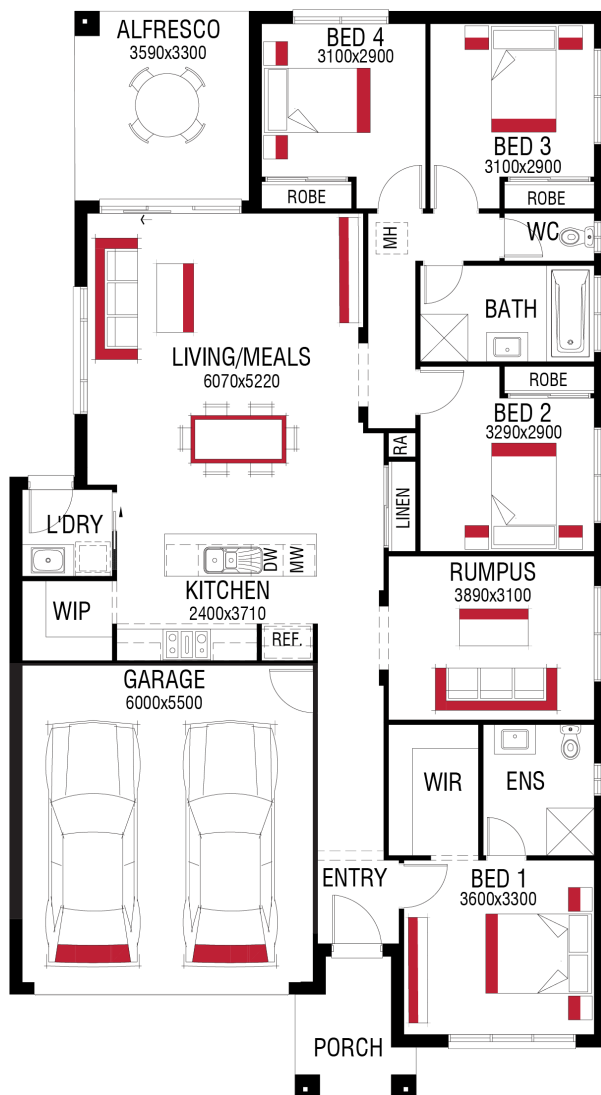 ALFRESCO
3590x3300
BED 4
3100x2900
BED 3
3100x2900
ROBE
ROBE
MH
WC
BATH
LIVING/MEALS
6070x5220
ROBE
BED 2
3290x2900
RA
LINEN
L'DRY
DW
MW
KITCHEN
2400x3710
RUMPUS
3890x3100
WIP
REF.
GARAGE
6000x5500
WIR
ENS
ENTRY
BED 1
3600x3300
PORCH